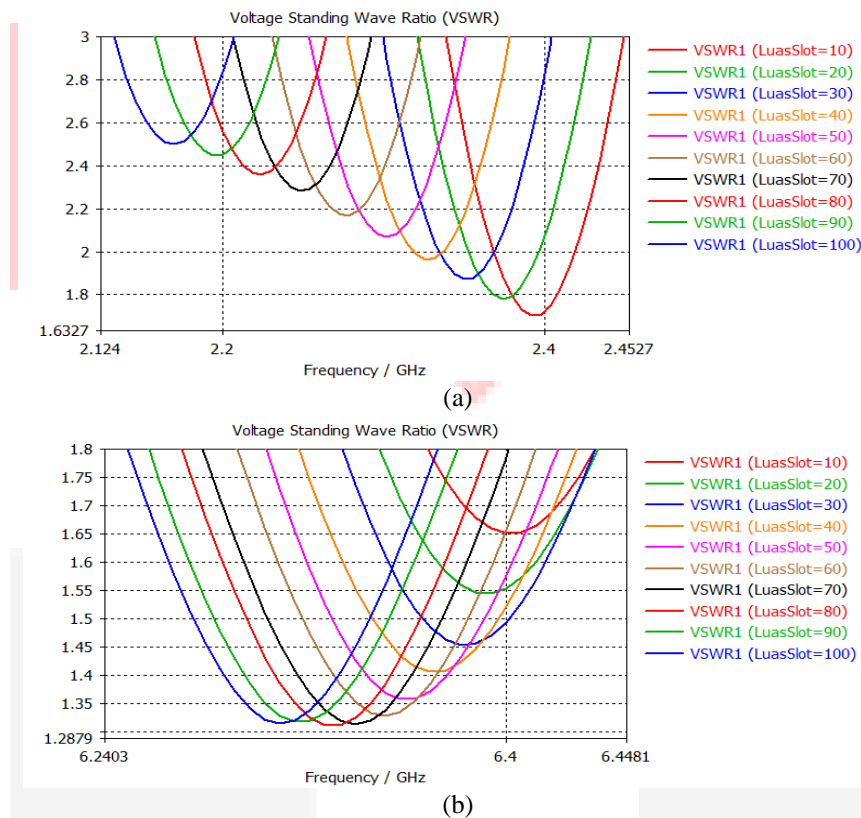 Voltage Standing Wave Ratio (VSWR)
3
2.8
2.6
2.4
2.2
2
1.8
1.6327
2.124
2.2
2.4
2.4527
Frequency / GHz
VSWR1 (LuasSlot=10)
VSWR1 (LuasSlot=20)
VSWR1 (LuasSlot=30)
VSWR1 (LuasSlot=40)
VSWR1 (LuasSlot=50)
VSWR1 (LuasSlot=60)
VSWR1 (LuasSlot=70)
VSWR1 (LuasSlot=80)
VSWR1 (LuasSlot=90)
VSWR1 (LuasSlot=100)
(a)
Voltage Standing Wave Ratio (VSWR)
1.8
1.75
1.7
1.65
1.6
1.55
1.5
1.45
1.4
1.35
1.2879
6.2403
6.4
6.4481
Frequency / GHz
VSWR1 (LuasSlot=10)
VSWR1 (LuasSlot=20)
VSWR1 (LuasSlot=30)
VSWR1 (LuasSlot=40)
VSWR1 (LuasSlot=50)
VSWR1 (LuasSlot=60)
VSWR1 (LuasSlot=70)
VSWR1 (LuasSlot=80)
VSWR1 (LuasSlot=90)
VSWR1 (LuasSlot=100)
(b)